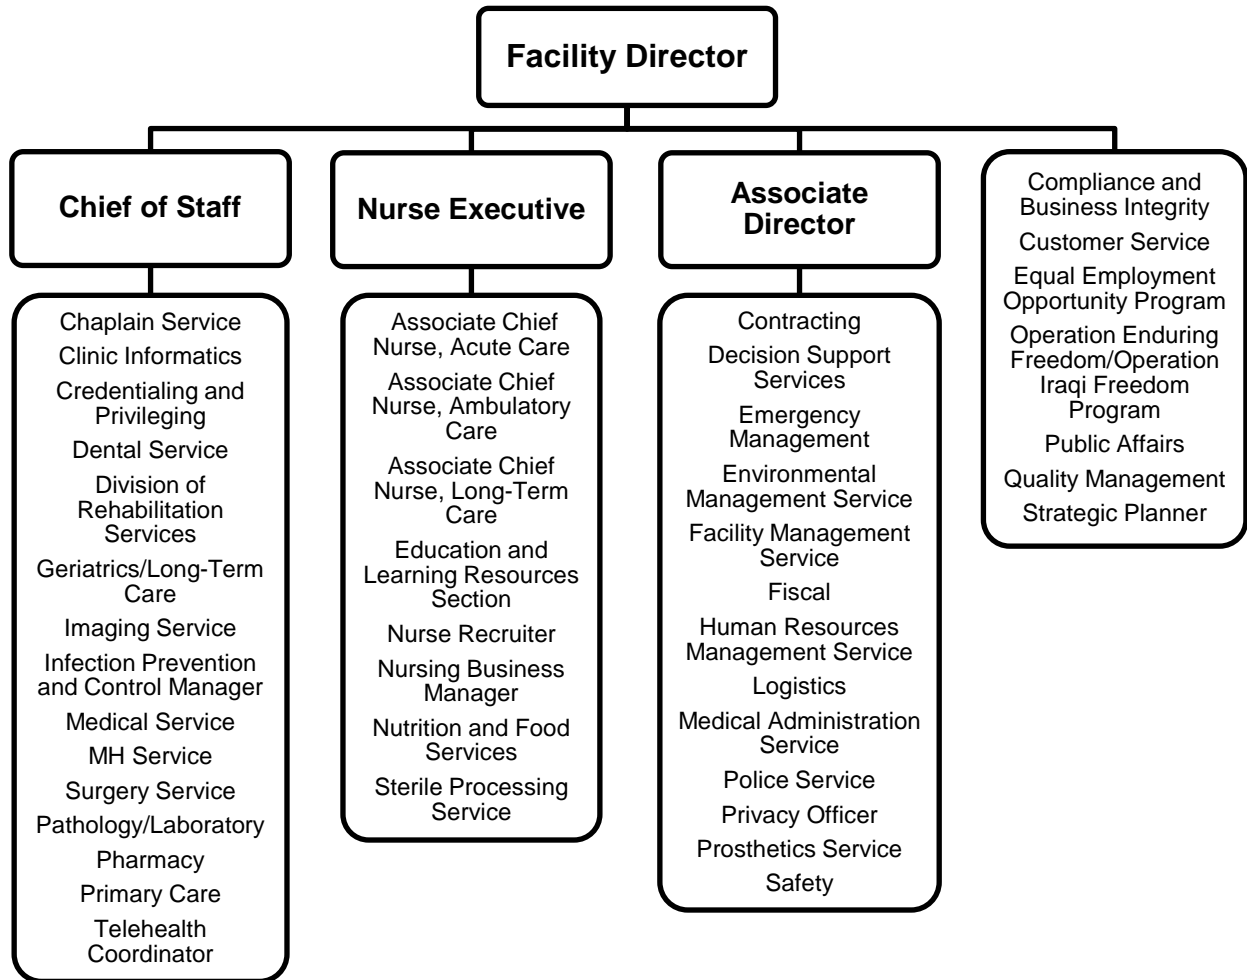 Facility Director
Chief of Staff
Nurse Executive
Associate
Director
Chaplain Service
Clinic Informatics
Credentialing and
Privileging
Dental Service
Division of
Rehabilitation
Services
Geriatrics/Long-Term
Care
Imaging Service
Infection Prevention
and Control Manager
Medical Service
MH Service
Surgery Service
Pathology/Laboratory
Pharmacy
Primary Care
Telehealth
Coordinator
Associate Chief
Nurse, Acute Care
Associate Chief
Nurse, Ambulatory
Care
Associate Chief
Nurse, Long-Term
Care
Education and
Learning Resources
Section
Nurse Recruiter
Nursing Business
Manager
Nutrition and Food
Services
Sterile Processing
Service
Contracting
Decision Support
Services
Emergency
Management
Environmental
Management Service
Facility Management
Service
Fiscal
Human Resources
Management Service
Logistics
Medical Administration
Service
Police Service
Privacy Officer
Prosthetics Service
Safety
Compliance and
Business Integrity
Customer Service
Equal Employment
Opportunity Program
Operation Enduring
Freedom/Operation
Iraqi Freedom
Program
Public Affairs
Quality Management
Strategic Planner